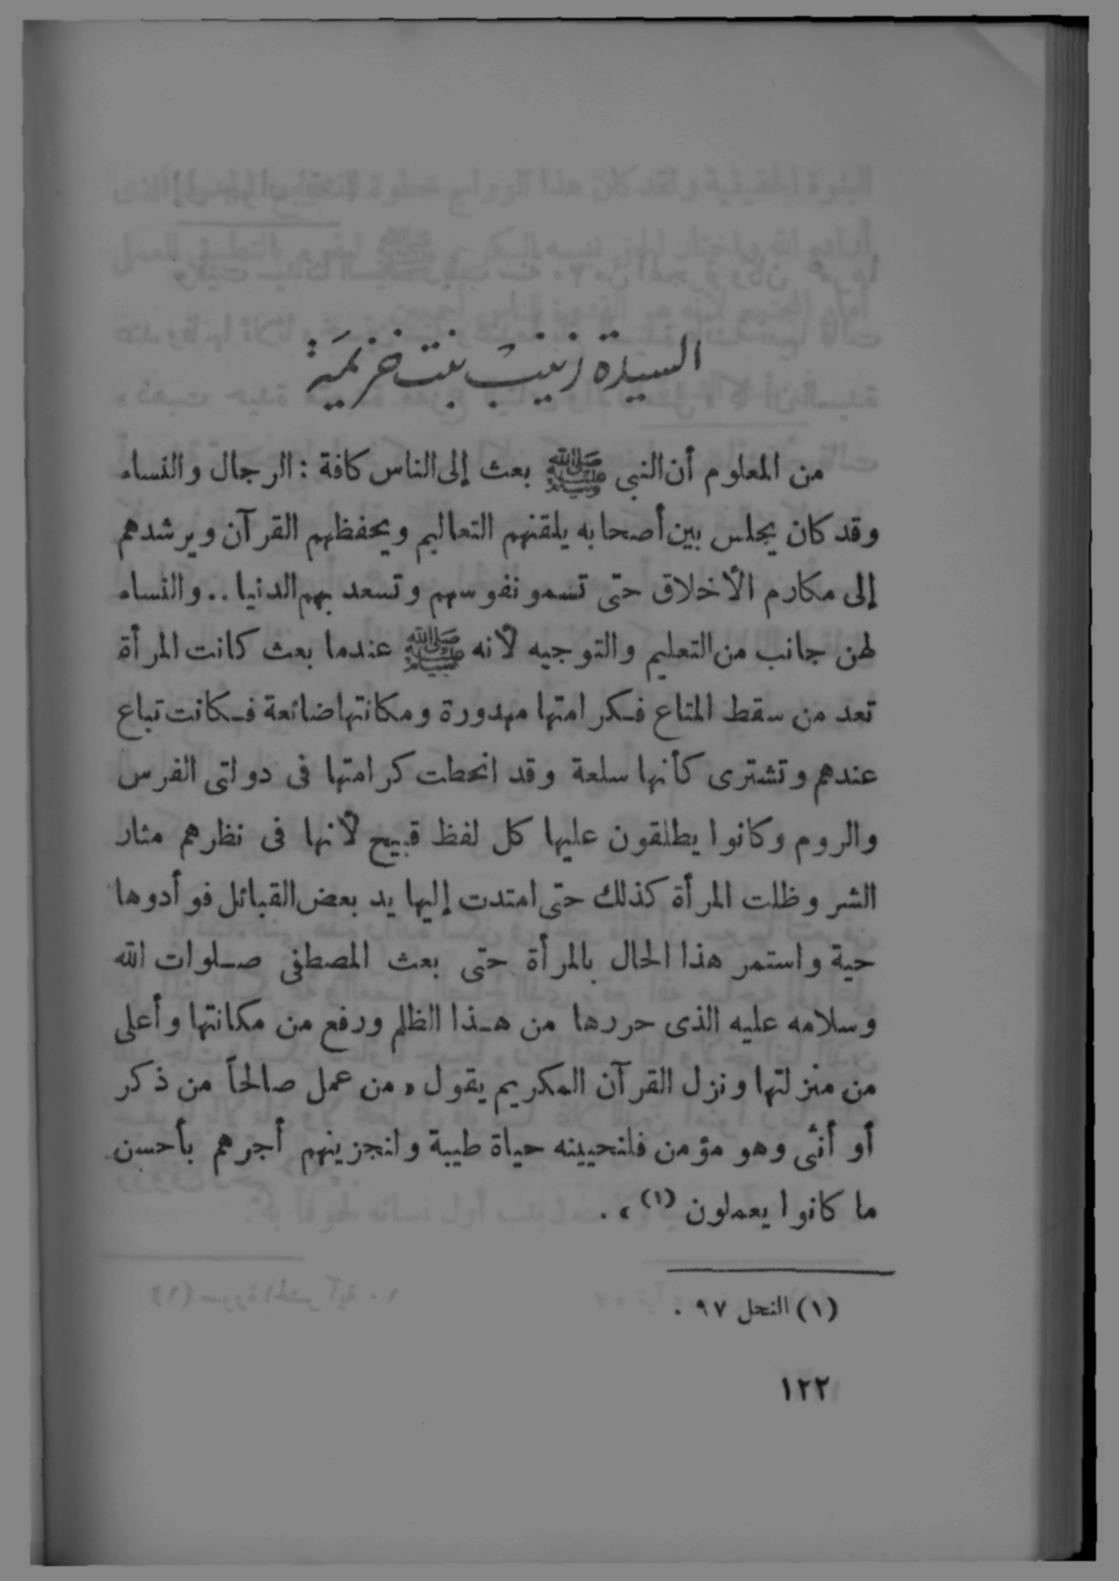 السيدة زينب بنت خزيمة :
من المعلوم أن النبى ﷺ بعث إلى الناس كافة : الرجال والنساء
وقد كان يجلس بين أصحابه يلقنهم التعاليم ويحفظهم القرآن ويرشدهم
إلى مكارم الأخلاق حتى تسمو نفوسهم وتسعد بهم الدنيا .. والنساء
لهن جانب من التعليم والتوجيه لأنه ﷺ عندما بعث كانت المرأة
تعد من سقط المتاع فكرامتها مهدورة ومكانتها ضائعة فكانت تباع
عندهم وتشترى كأنها سلعة وقد انحطت كرامتها فى دولتى الفرس
والروم وكانوا يطلقون عليها كل لفظ قبيح لأنها فى نظرهم مثار
الشر وظلت المرأة كذلك حتى امتدت إليها يد بعض القبائل فوأدوها
حية واستمر هذا الحال بالمرأة حتى بعث المصطفى صلوات الله
وسلامه عليه الذى حررها من هذا الظلم ورفع من مكانتها وأعلى
من منزلتها ونزل القرآن الكريم يقول « من عمل صالحاً من ذكر
أو أنثى وهو مؤمن فلنحيينه حياة طيبة ولنجزينهم أجرهم بأحسن
ما كانوا يعملون (١) » .
(١) النحل ٩٧ .
١٢٢